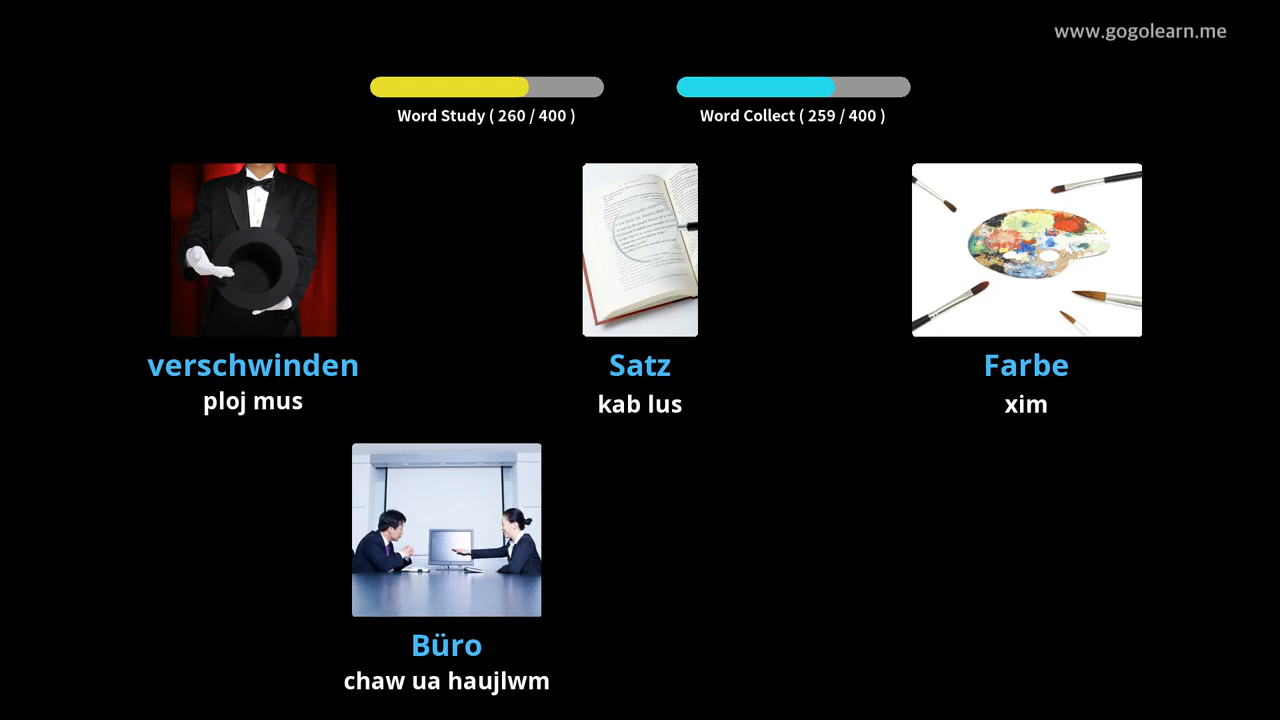 www.gogolearn.me
Word Study ( 260 / 400 )
Word Collect ( 259 / 400 )
verschwinden
ploj mus
Satz
kab lus
Farbe
xim
Büro
chaw ua haujlwm